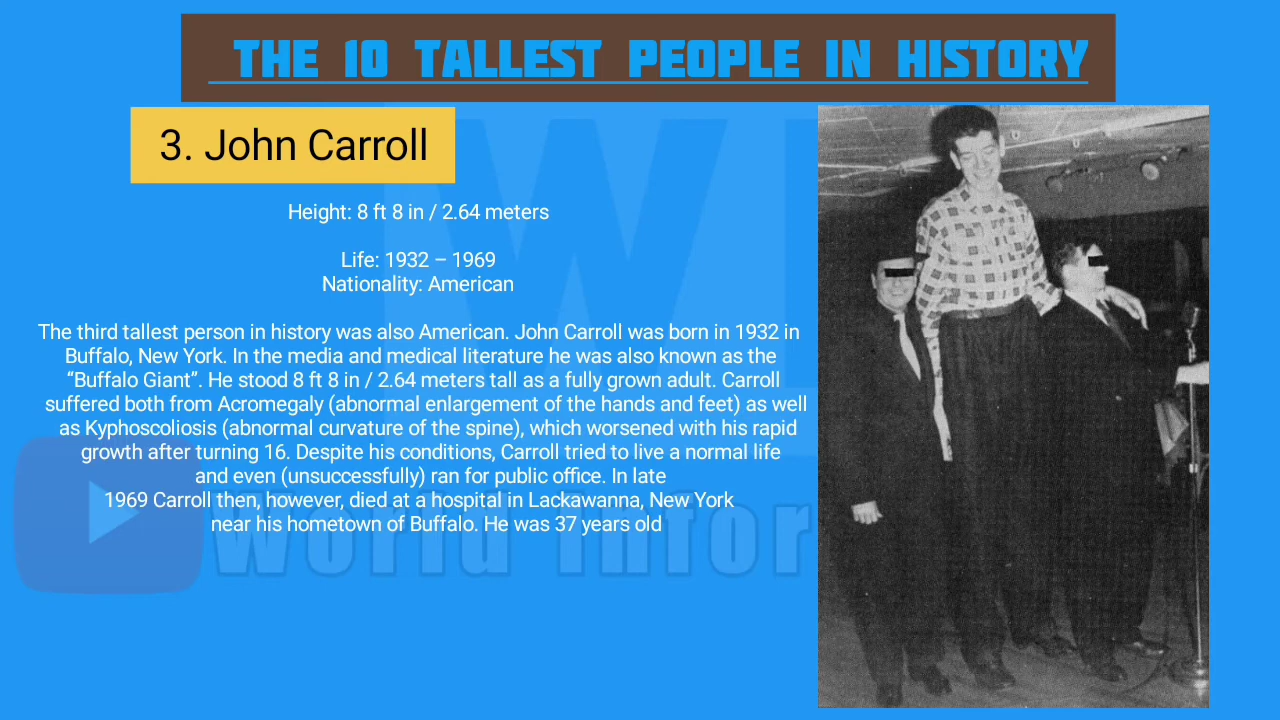 THE 10 TALLEST PEOPLE IN HISTORY
3. John Carroll
Height: 8 ft 8 in / 2.64 meters
Life: 1932 – 1969
Nationality: American
The third tallest person in history was also American. John Carroll was born in 1932 in
Buffalo, New York. In the media and medical literature he was also known as the
“Buffalo Giant”. He stood 8 ft 8 in / 2.64 meters tall as a fully grown adult. Carroll
suffered both from Acromegaly (abnormal enlargement of the hands and feet) as well
as Kyphoscoliosis (abnormal curvature of the spine), which worsened with his rapid
growth after turning 16. Despite his conditions, Carroll tried to live a normal life
and even (unsuccessfully) ran for public office. In late
1969 Carroll then, however, died at a hospital in Lackawanna, New York
near his hometown of Buffalo. He was 37 years old
World Infor